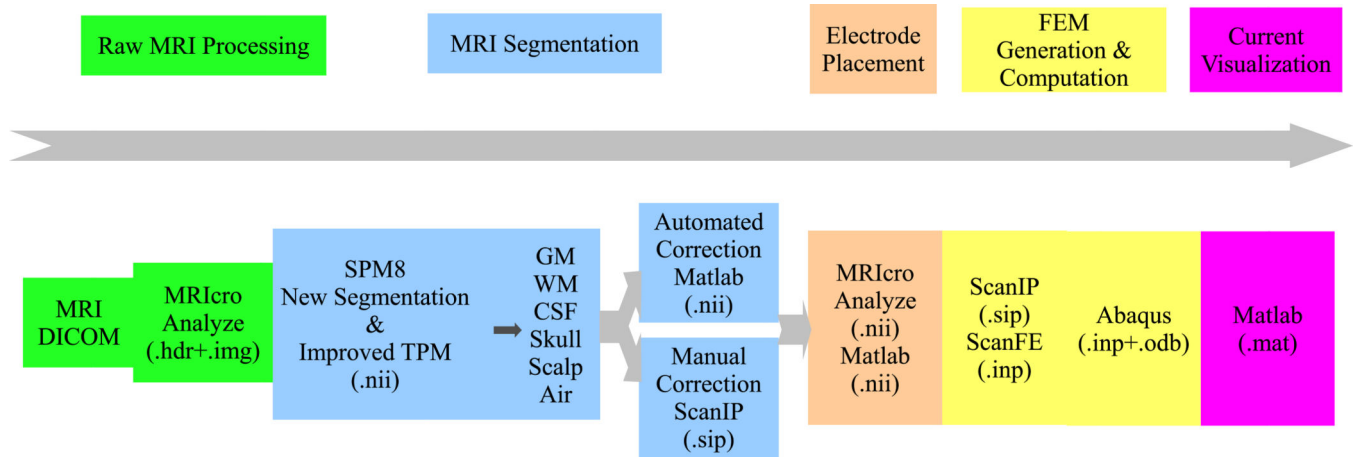 Raw MRI Processing
MRI Segmentation
Electrode
Placement
FEM
Generation &
Computation
Current
Visualization
MRI
DICOM
MRIcro
Analyze
(.hdr+.img)
SPM8
New Segmentation
&
Improved TPM
(.nii)
GM
WM
CSF
Skull
Scalp
Air
Automated
Correction
Matlab
(.nii)
Manual
Correction
ScanIP
(.sip)
MRIcro
Analyze
(.nii)
Matlab
(.nii)
ScanIP
(.sip)
ScanFE
(.inp)
Abaqus
(.inp+.odb)
Matlab
(.mat)